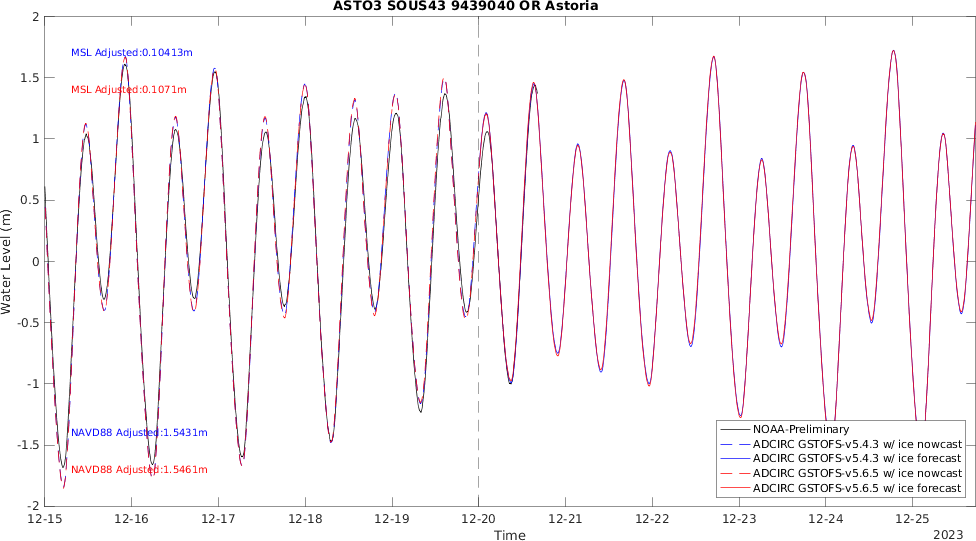 ASTO3 SOUS43 9439040 OR Astoria
2
1.5
1
0.5
0
-0.5
-1
-1.5
-2
Water Level (m)
MSL Adjusted:0.10413m
MSL Adjusted:0.1071m
NAVD88 Adjusted:1.5431m
NAVD88 Adjusted:1.5461m
NOAA-Preliminary
ADCIRC GSTOFS-v5.4.3 w/ ice nowcast
ADCIRC GSTOFS-v5.4.3 w/ ice forecast
ADCIRC GSTOFS-v5.6.5 w/ ice nowcast
ADCIRC GSTOFS-v5.6.5 w/ ice forecast
12-15 12-16 12-17 12-18 12-19 12-20 12-21 12-22 12-23 12-24 12-25
Time
2023